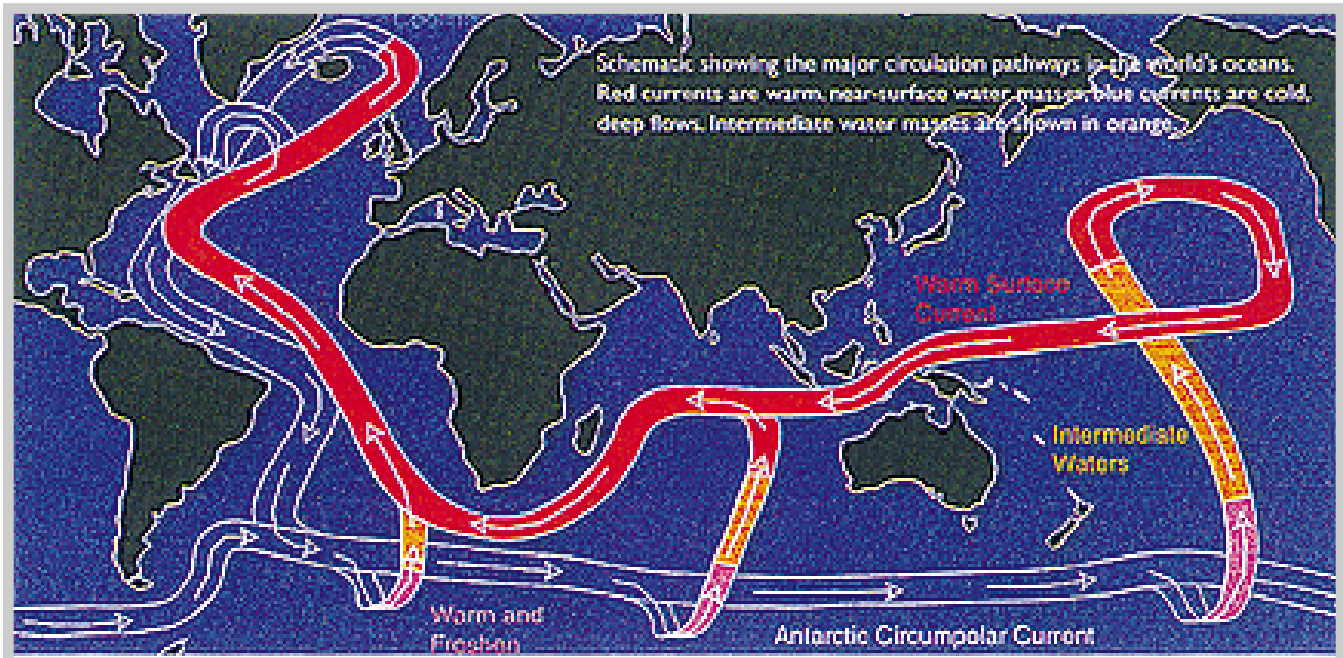 Schematic showing the major circulation pathways in the world's oceans.
Red currents are warm, near-surface water masses, blue currents are cold,
deep flows. Intermediate water masses are shown in orange.
Warm Surface
Current
Intermediate
Waters
Warm and
Freshen
Antarctic Circumpolar Current